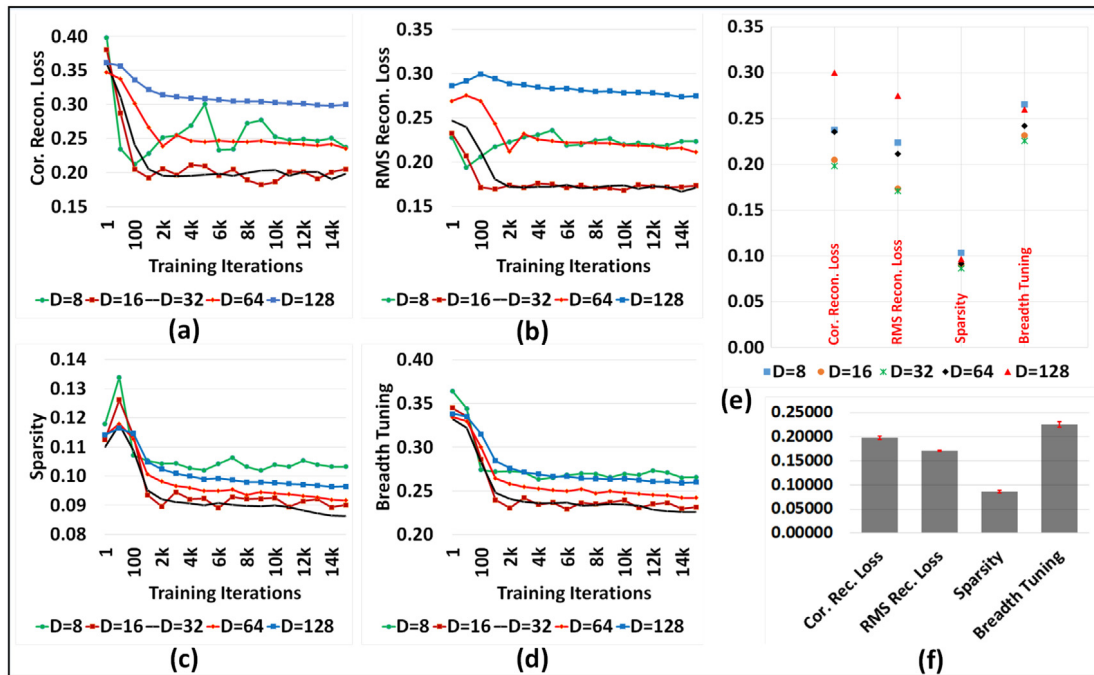 Cor. Recon. Loss
0.40
0.35
0.30
0.25
0.20
0.15
1
100
2k
4k
6k
8k
10k
12k
14k
Training Iterations
D=8 D=16 D=32 D=64 D=128
(a)
RMS Recon. Loss
0.35
0.30
0.25
0.20
0.15
1
100
2k
4k
6k
8k
10k
12k
14k
Training Iterations
D=8 D=16 D=32 D=64 D=128
(b)
Sparsity
0.14
0.13
0.12
0.11
0.10
0.09
0.08
1
100
2k
4k
6k
8k
10k
12k
14k
Training Iterations
D=8 D=16 D=32 D=64 D=128
(c)
Breadth Tuning
0.40
0.35
0.30
0.25
0.20
1
100
2k
4k
6k
8k
10k
12k
14k
Training Iterations
D=8 D=16 D=32 D=64 D=128
(d)
0.35
0.30
0.25
0.20
0.15
0.10
0.05
0.00
Cor. Recon. Loss
RMS Recon. Loss
Sparsity
Breadth Tuning
D=8 D=16 D=32 D=64 D=128
(e)
0.25000
0.20000
0.15000
0.10000
0.05000
0.00000
Cor. Rec. Loss
RMS Rec. Loss
Sparsity
Breadth Tuning
(f)